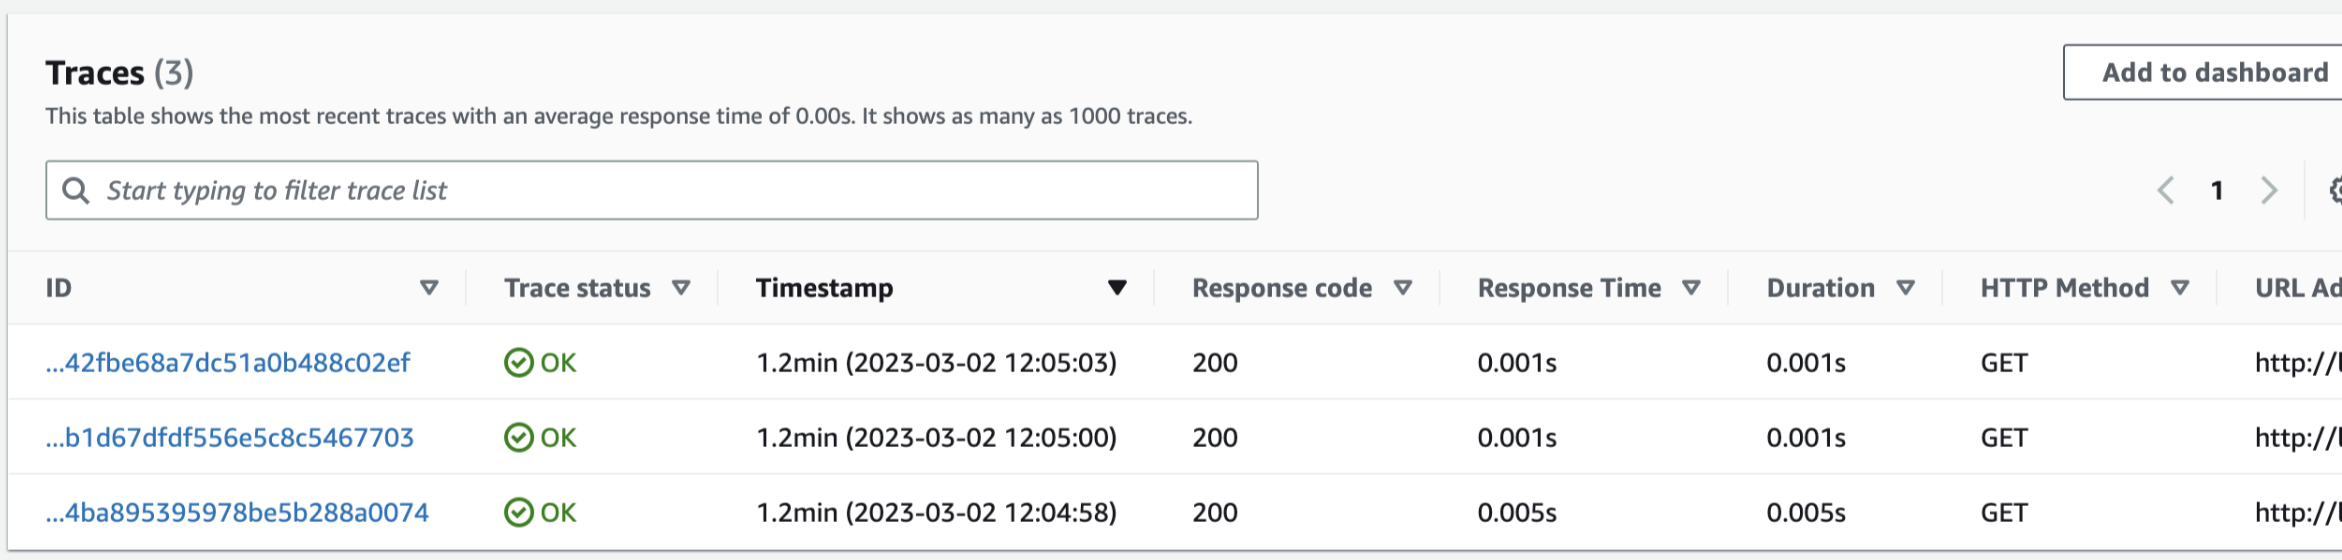 Traces (3)
Add to dashboard
This table shows the most recent traces with an average response time of 0.00s. It shows as many as 1000 traces.
Start typing to filter trace list
1
ID Trace status Timestamp Response code Response Time Duration HTTP Method URL Ad
...42fbe68a7dc51a0b488c02ef OK 1.2min (2023-03-02 12:05:03) 200 0.001s 0.001s GET http://l
...b1d67dfdf556e5c8c5467703 OK 1.2min (2023-03-02 12:05:00) 200 0.001s 0.001s GET http://l
...4ba895395978be5b288a0074 OK 1.2min (2023-03-02 12:04:58) 200 0.005s 0.005s GET http://l